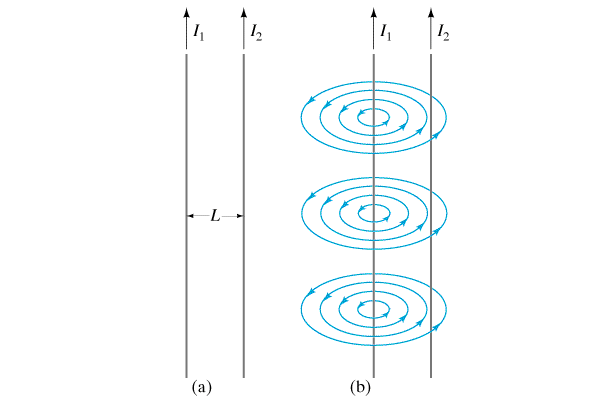 I₁ I₂ I₁ I₂
L
(a) (b)